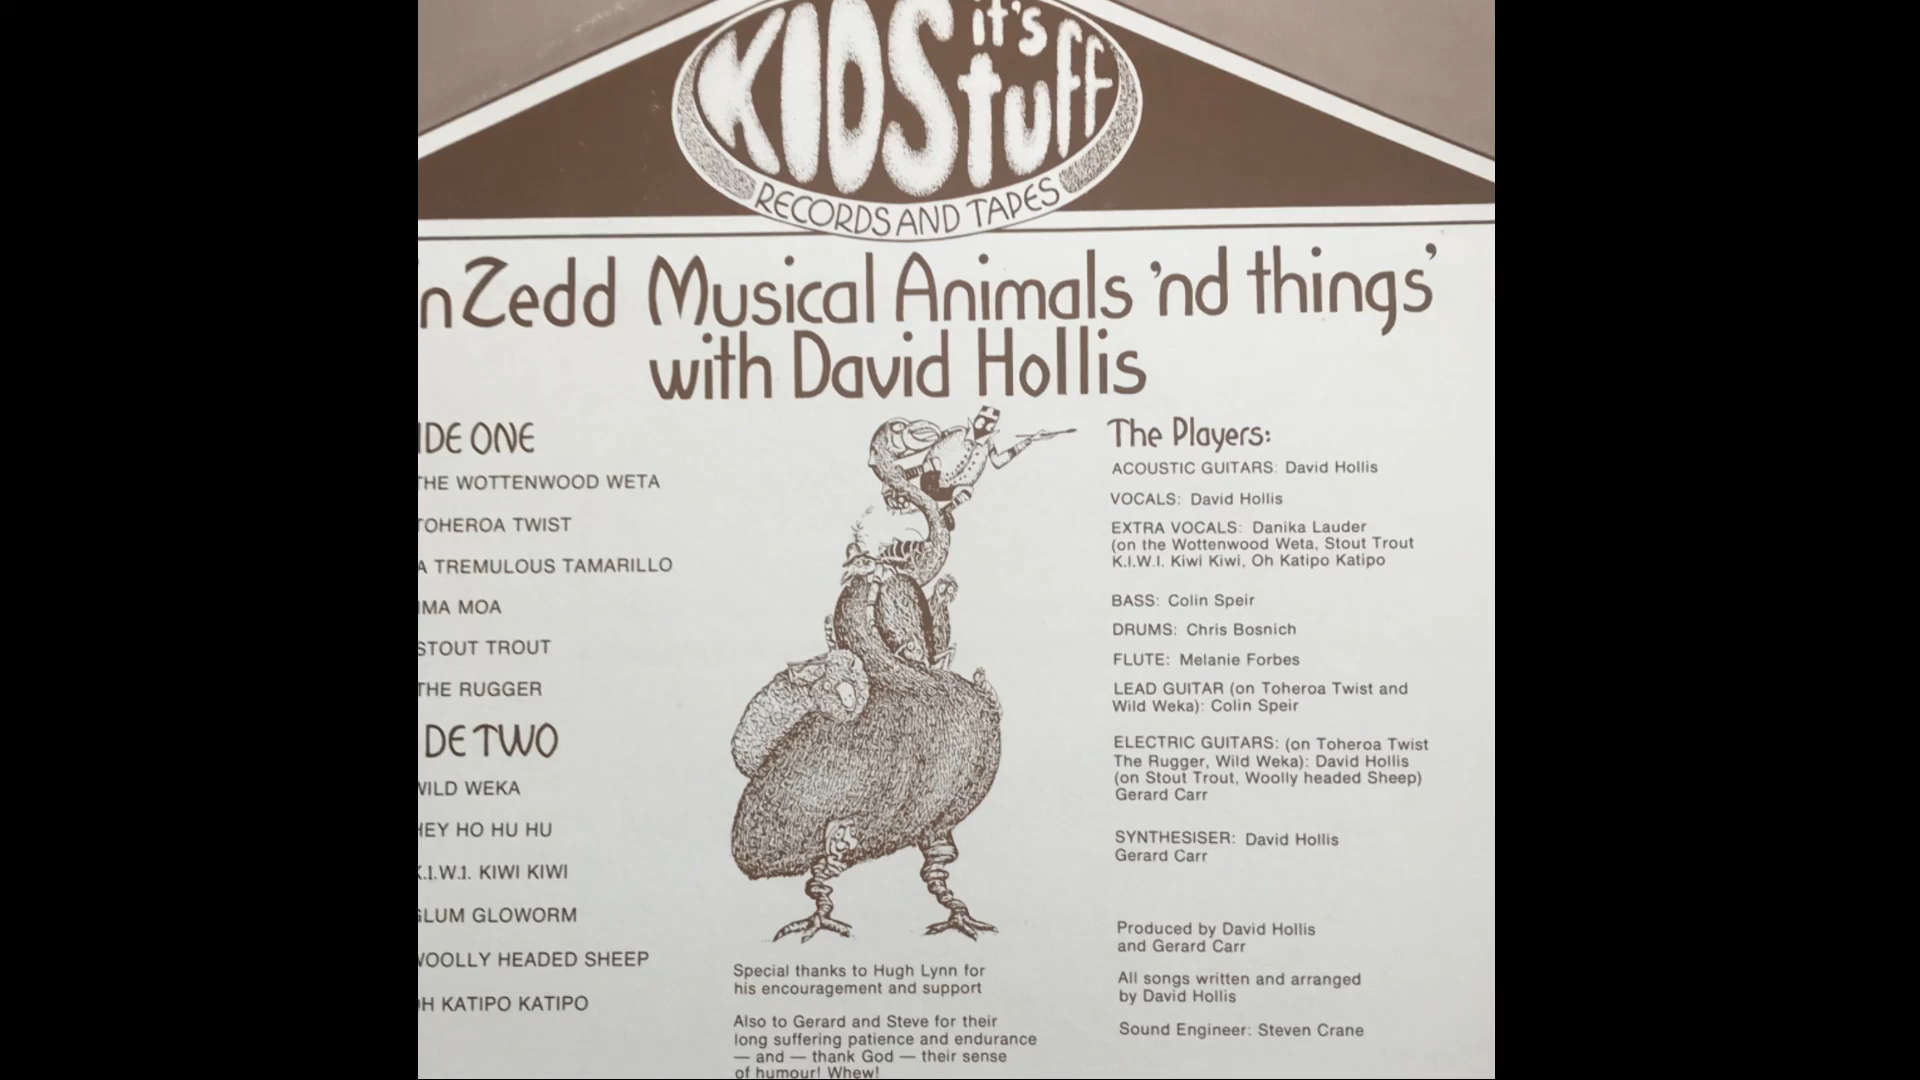 KIDS it's Stuff
RECORDS AND TAPES
nZedd Musical Animals 'nd things'
with David Hollis
IDE ONE
THE WOTTENWOOD WETA
TOHEROA TWIST
A TREMULOUS TAMARILLO
IMA MOA
STOUT TROUT
THE RUGGER
DE TWO
WILD WEKA
HEY HO HU HU
K.I.W.I. KIWI KIWI
GLUM GLOWORM
WOOLLY HEADED SHEEP
OH KATIPO KATIPO
Special thanks to Hugh Lynn for
his encouragement and support
Also to Gerard and Steve for their
long suffering patience and endurance
— and — thank God — their sense
of humour! Whew!
The Players:
ACOUSTIC GUITARS: David Hollis
VOCALS: David Hollis
EXTRA VOCALS: Danika Lauder
(on the Wottenwood Weta, Stout Trout
K.I.W.I. Kiwi Kiwi, Oh Katipo Katipo
BASS: Colin Speir
DRUMS: Chris Bosnich
FLUTE: Melanie Forbes
LEAD GUITAR (on Toheroa Twist and
Wild Weka): Colin Speir
ELECTRIC GUITARS: (on Toheroa Twist
The Rugger, Wild Weka): David Hollis
(on Stout Trout, Woolly headed Sheep)
Gerard Carr
SYNTHESISER: David Hollis
Gerard Carr
Produced by David Hollis
and Gerard Carr
All songs written and arranged
by David Hollis
Sound Engineer: Steven Crane